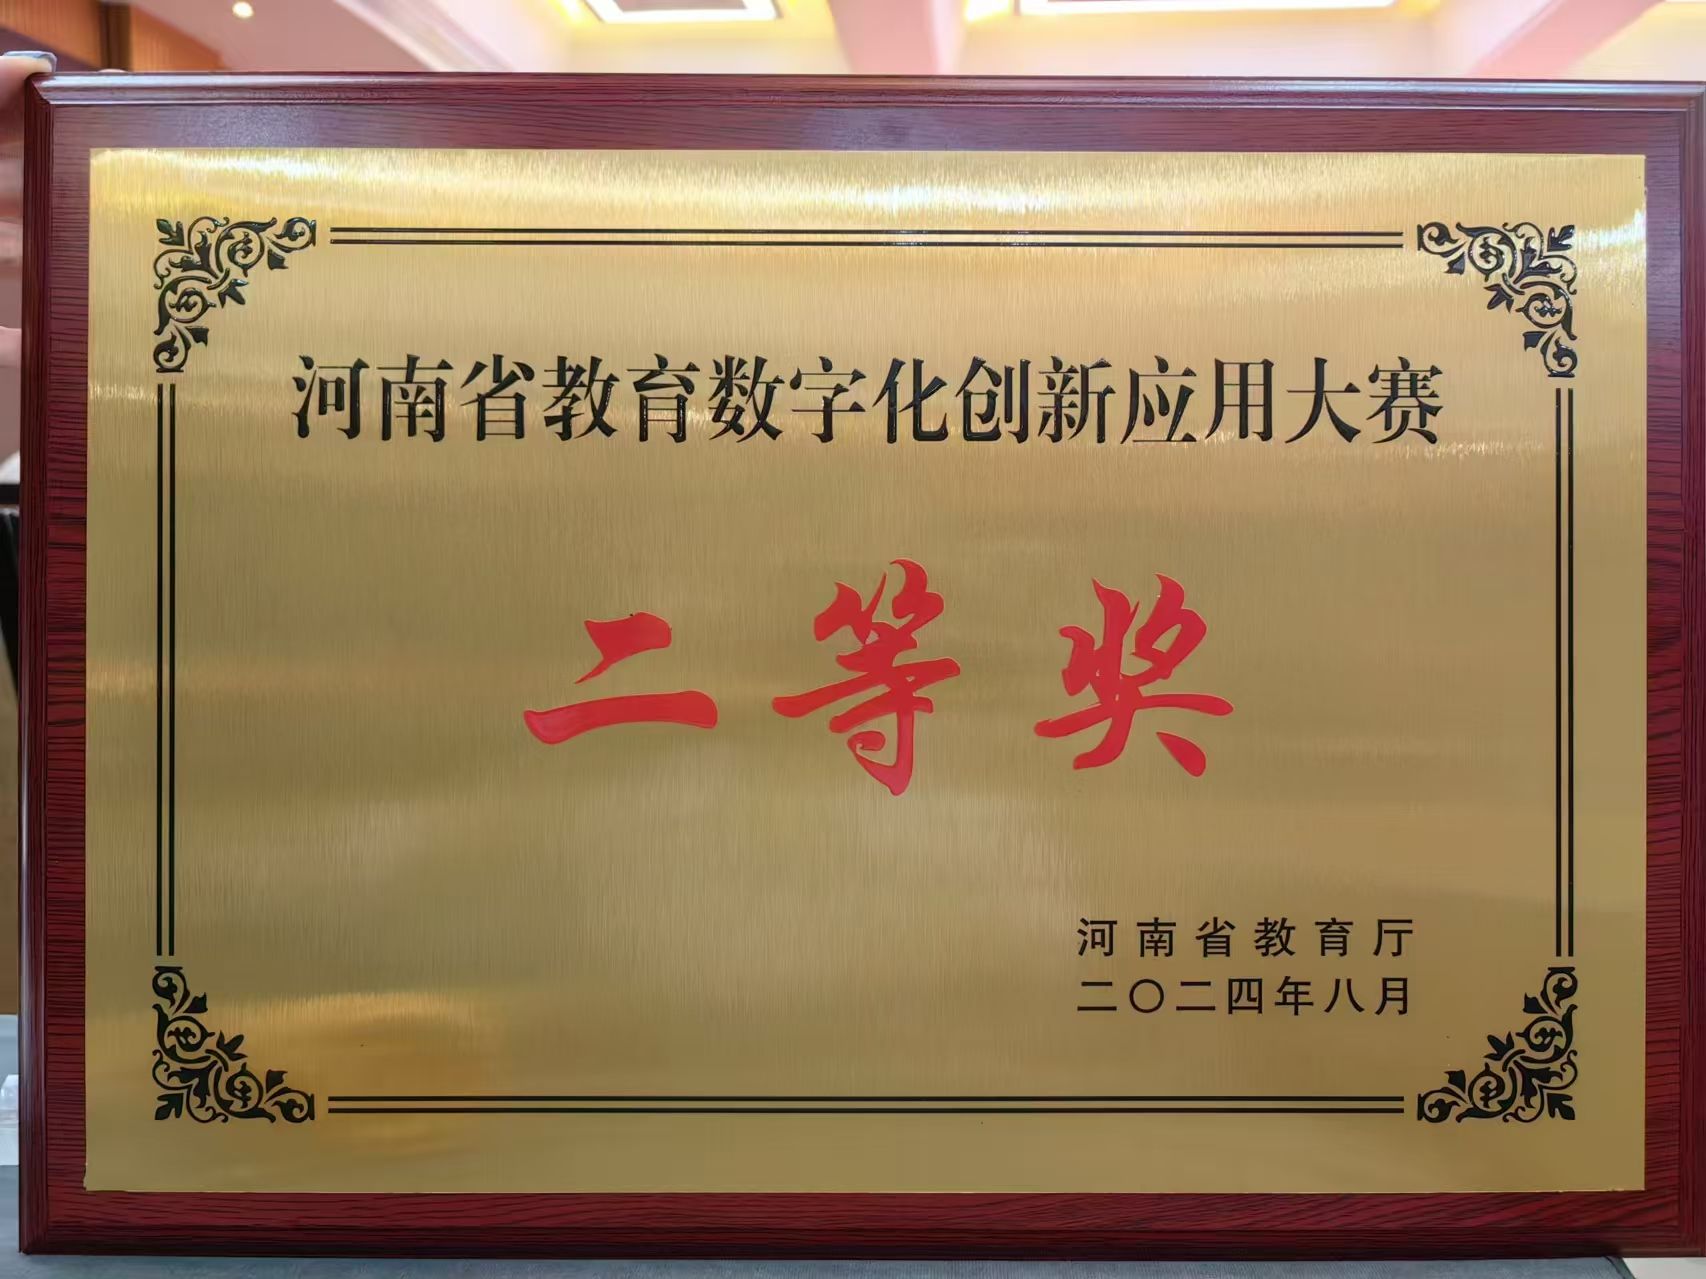 河南省教育数字化创新应用大赛
二等奖
河南省教育厅
二〇二四年八月